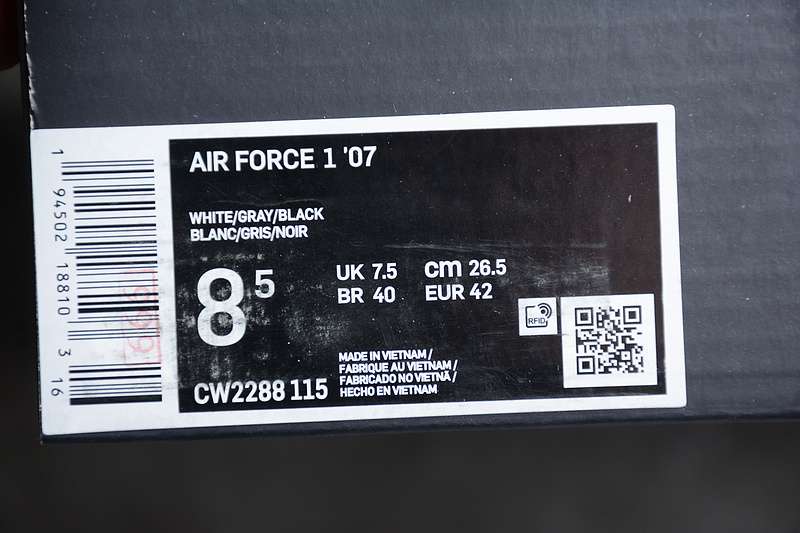 AIR FORCE 1 '07
WHITE/GRAY/BLACK
BLANC/GRIS/NOIR
8 5
UK 7.5 cm 26.5
BR 40 EUR 42
RFID
MADE IN VIETNAM /
FABRIQUE AU VIETNAM /
FABRICADO NO VIETNÃ /
HECHO EN VIETNAM
CW2288 115
1 94502 18810 3 16